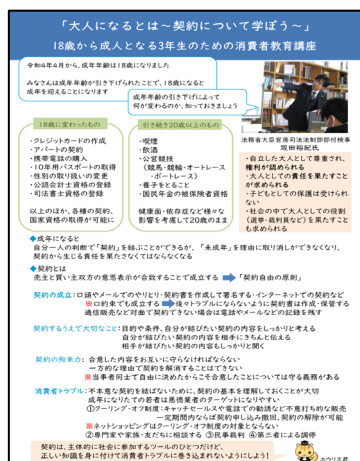 「大人になるとは～契約について学ぼう～」
18歳から成人となる3年生のための消費者教育講座
令和4年4月から、成年年齢は18歳になりました
みなさんは成年年齢が引き下げられたことで、18歳になると
成年を迎えることになります
成年年齢の引き下げによって
何が変わるのか、知っておきましょう
18歳に変わったもの
・クレジットカードの作成
・アパートの契約
・携帯電話の購入
・10年用パスポートの取得
・性別の取り扱いの変更
・公認会計士資格の登録
・司法書士資格の登録
以上のほか、各種の契約、
国家資格の取得が可能に
引き続き20歳以上のもの
・喫煙
・飲酒
・公営競技
（競馬・競輪・オートレース
・ボートレース）
・養子をとること
・国民年金の被保険者資格
健康面・依存症など様々な
影響を考慮して20歳のまま
法務省大臣官房司法法制部部付検事
坂田裕紀氏
・自立した大人として尊重され、
権利が認められる
・大人としての責任を果たすこと
が求められる
・子どもとしての保護は受けられ
ない
・社会の中で大人としての役割
（選挙・裁判員など）を果たすこと
も求められる
◆成年になると
自分一人の判断で「契約」を結ぶことができるが、「未成年」を理由に取り消しができなくなり、
契約から生じる責任を果たさなくてはならなくなる
◆契約とは
売主と買い主双方の意思表示が合致することで成立する➡「契約自由の原則」
契約の成立：口頭やメールでのやりとり・契約書を作成して署名する・インターネットでの契約など
※口約束でも成立する➡後々トラブルにならないように契約書は作成・保管する
通信販売など対面で契約できない場合は電話やメールなどの記録を残す
契約するうえで大切なこと：目的や条件、自分が結びたい契約の内容をしっかりと考える
自分が結びたい契約の内容を相手にきちんと伝える
相手が結びたい契約の内容もしっかりと聞く
契約の拘束力：合意した内容をお互いに守らなければならない
一方的な理由で契約を解消することはできない
※当事者同士で自由に決めたからこそ合意したことについては守る義務がある
消費者トラブル：不本意な契約を結ばないために、契約の基本を理解しておくことが大切
成年になりたての若者は悪徳業者のターゲットになりやすい
①クーリング・オフ制度：キャッチセールスや電話での勧誘など不意打ち的な販売
一定期間内ならば契約申し込み撤回、契約の解除が可能
※ネットショッピングはクーリング・オフ制度の対象とならない
②専門家や家族・友だちに相談する ③民事裁判 ④第三者による調停
契約は、主体的に社会に参加するツールのひとつだけど、
正しい知識を身に付けて消費者トラブルに巻き込まれないようにしよう！
ホウリス君